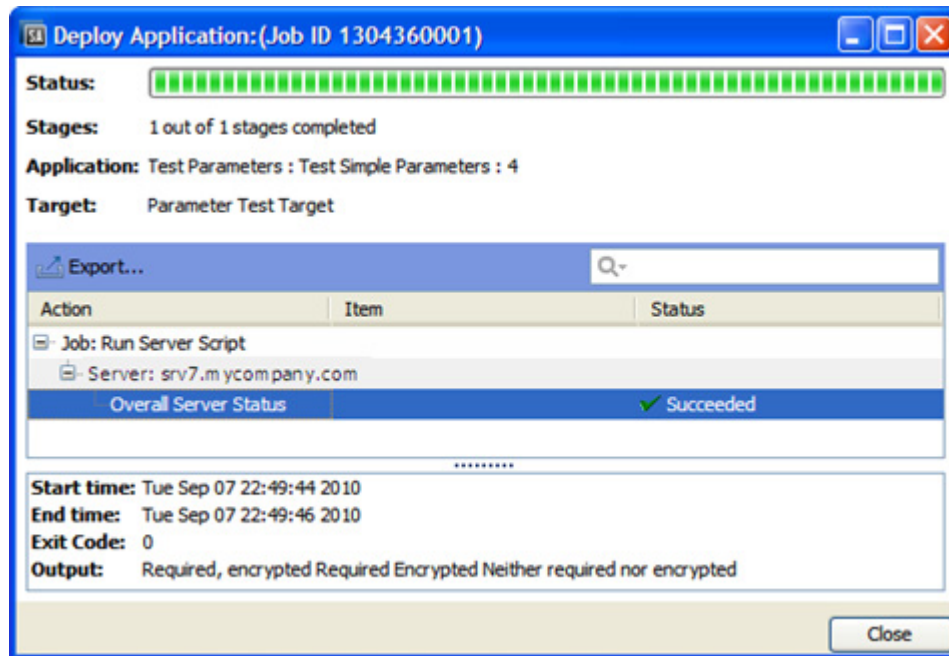 SA Deploy Application:(Job ID 1304360001)
Status:
Stages: 1 out of 1 stages completed
Application: Test Parameters : Test Simple Parameters : 4
Target: Parameter Test Target
Export...
Action Item Status
Job: Run Server Script
Server: srv7.mycompany.com
Overall Server Status Succeeded
Start time: Tue Sep 07 22:49:44 2010
End time: Tue Sep 07 22:49:46 2010
Exit Code: 0
Output: Required, encrypted Required Encrypted Neither required nor encrypted
Close